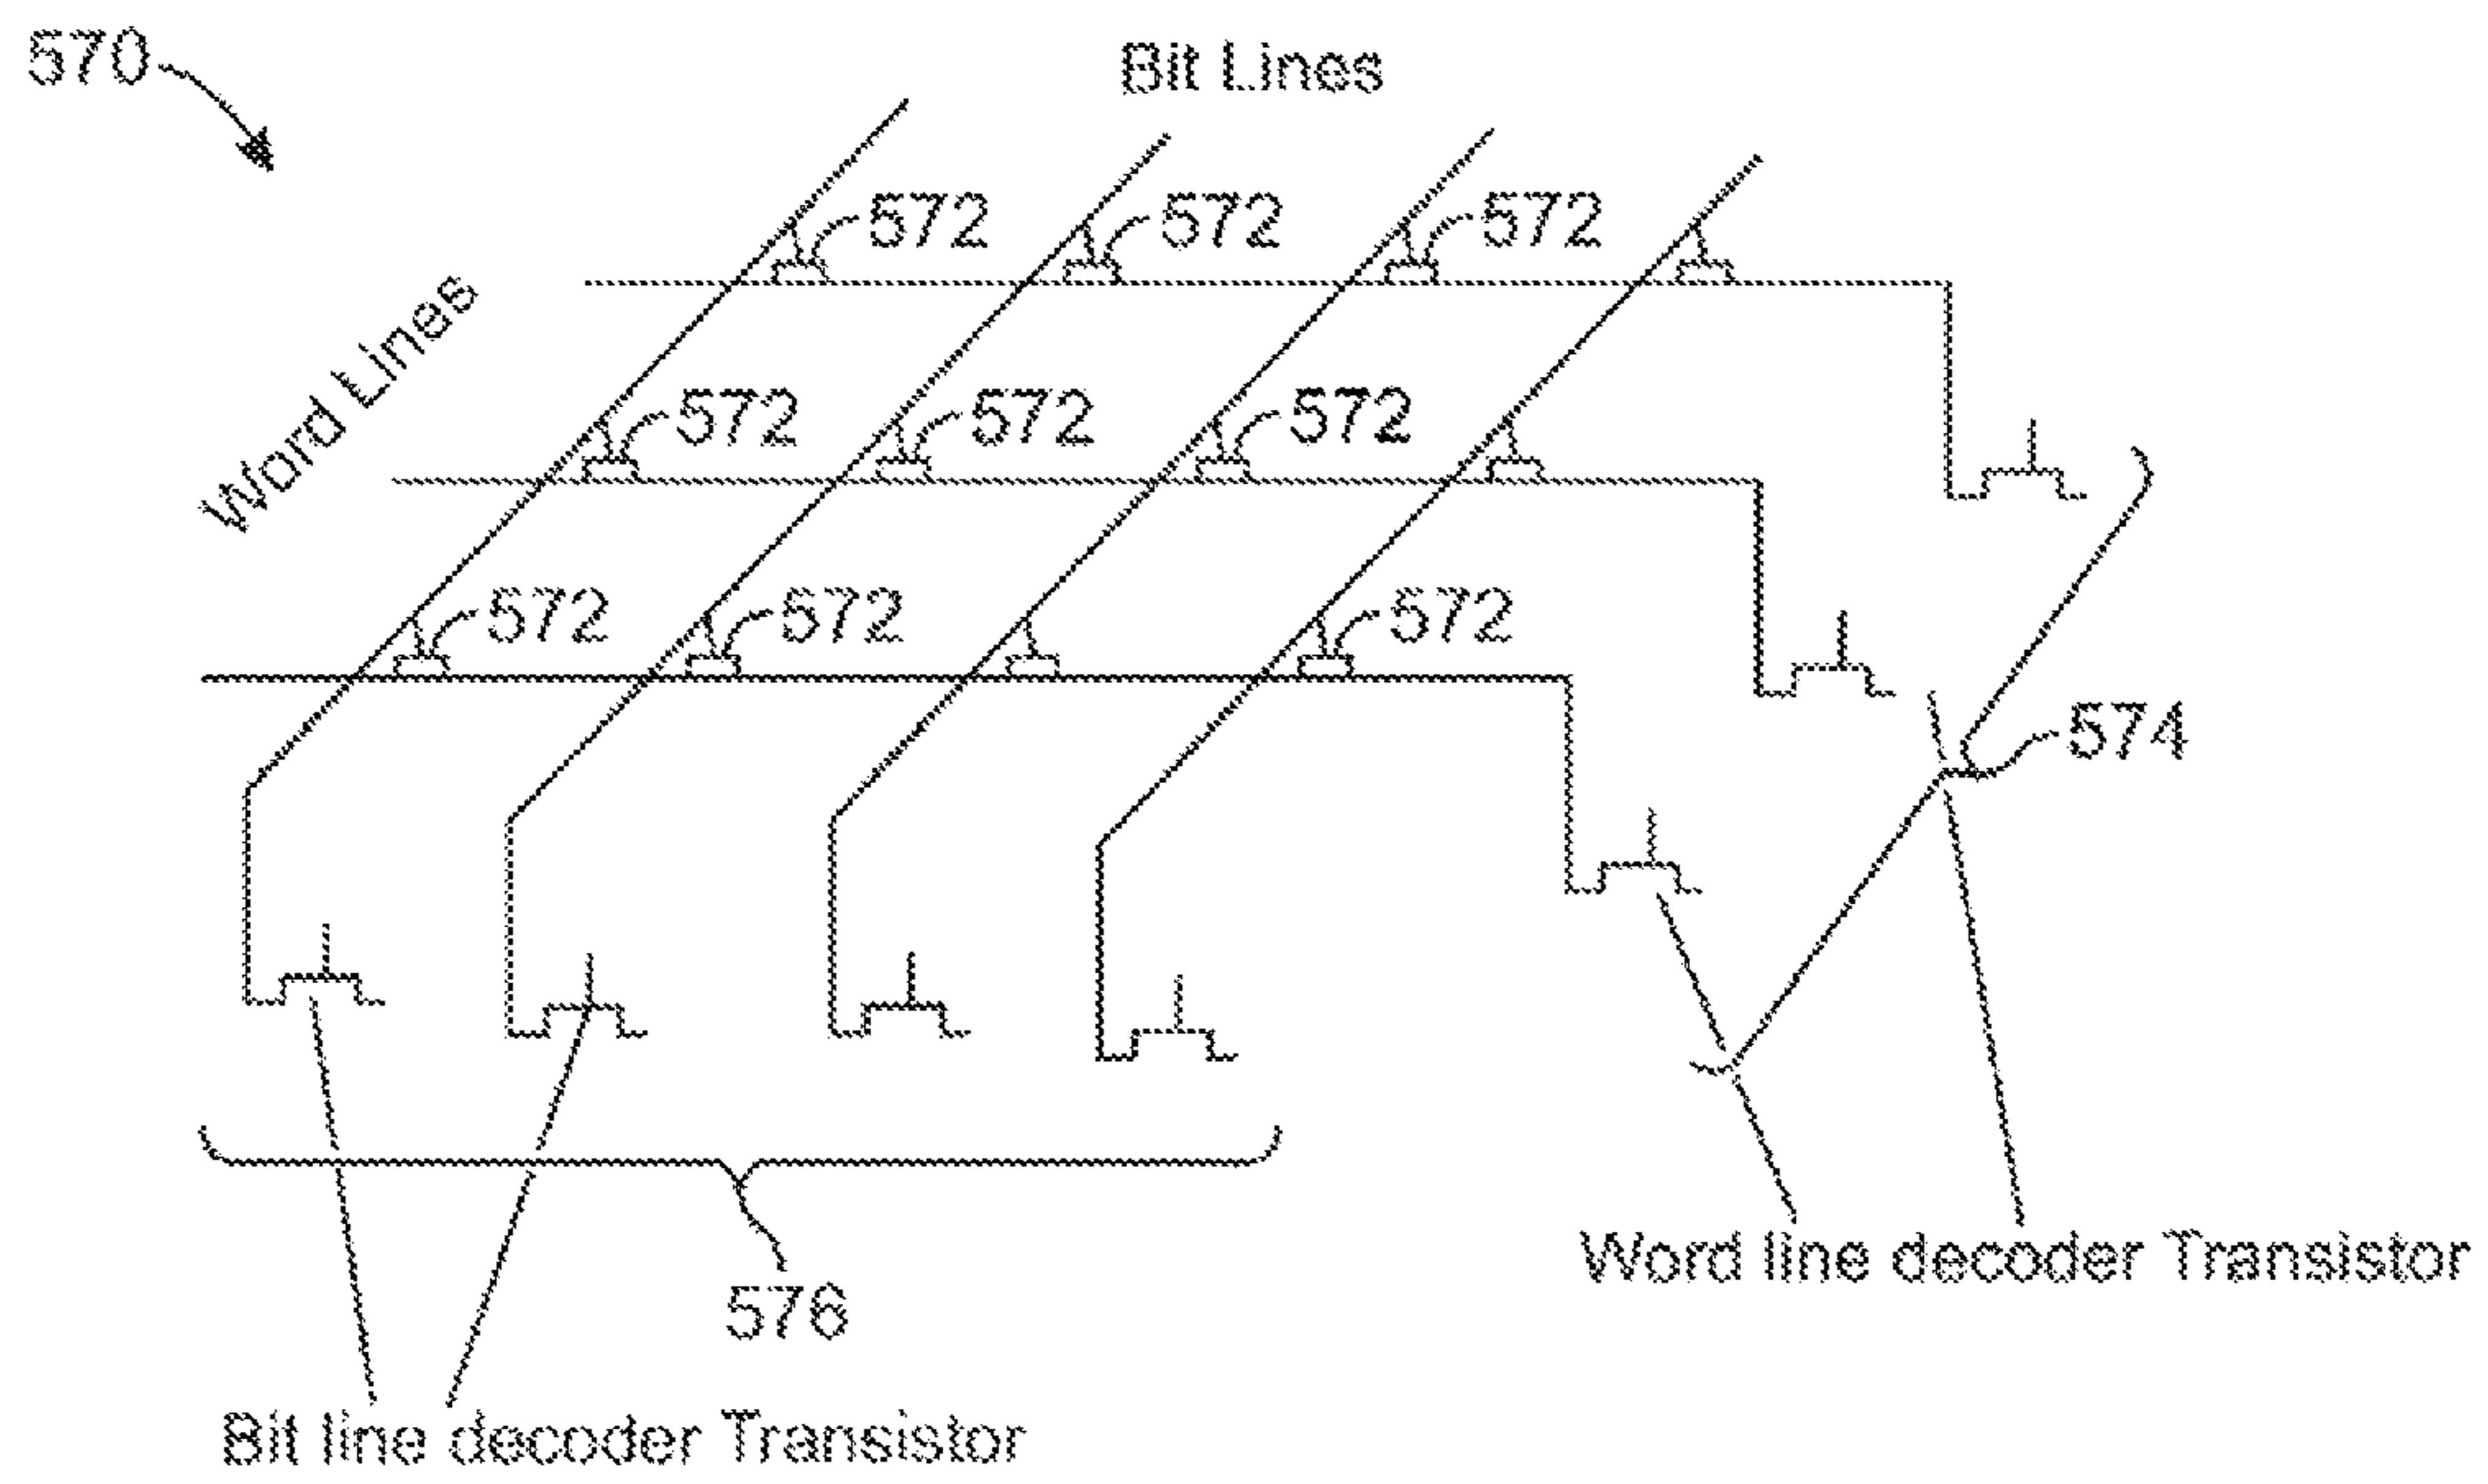 570
Bit Lines
572 572 572
Word Lines
572 572 572
572 572 572
574
Word line decoder Transistor
576
Bit line decoder Transistor